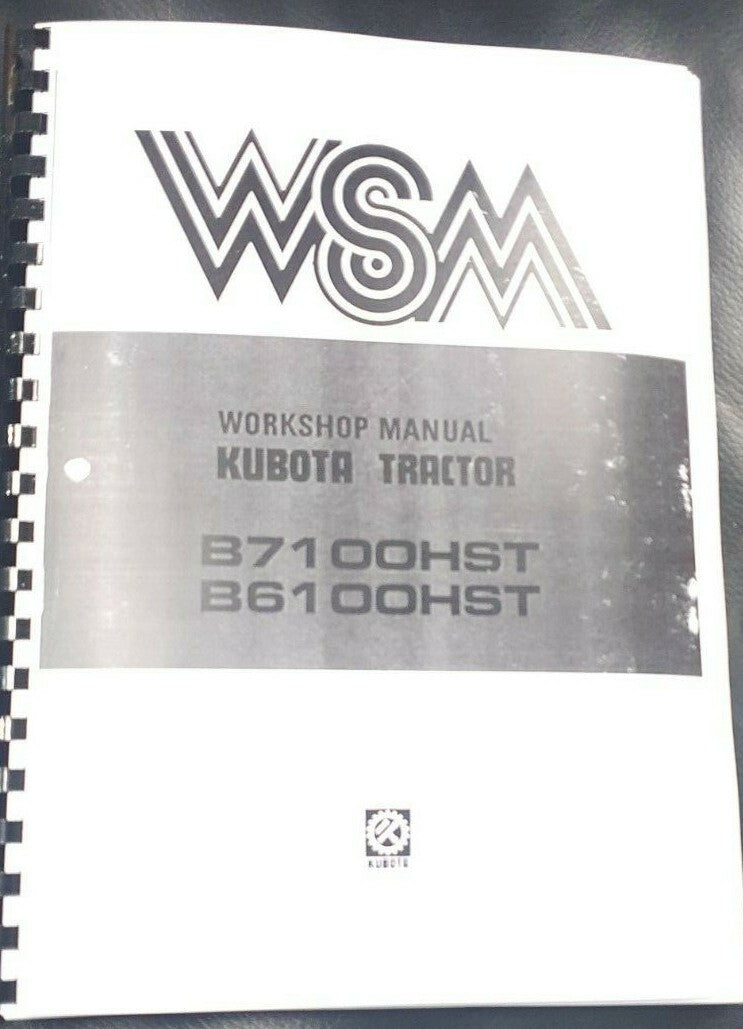 WSM
WORKSHOP MANUAL
KUBOTA TRACTOR
B7100HST
B6100HST
KUBOTA